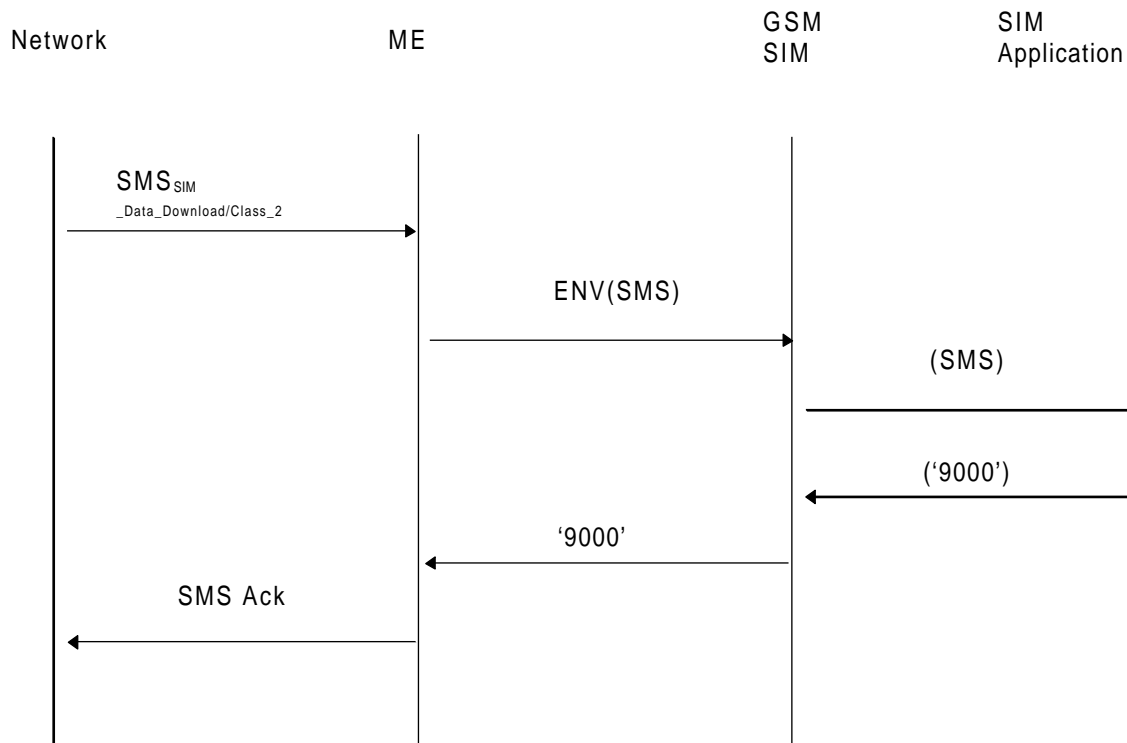 Network
ME
GSM
SIM
SIM
Application
SMSSIM
_Data_Download/Class_2
ENV(SMS)
(SMS)
(‘9000’)
‘9000’
SMS Ack